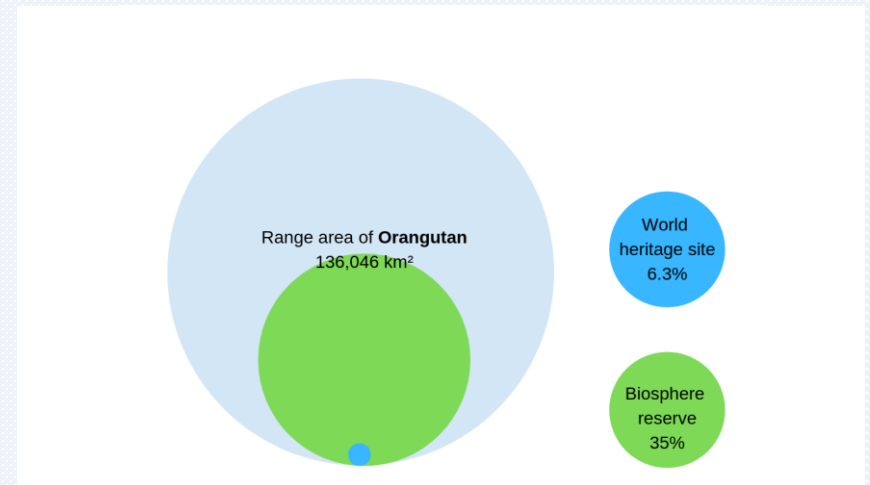 Range area of Orangutan
136,046 km²
World
heritage site
6.3%
Biosphere
reserve
35%